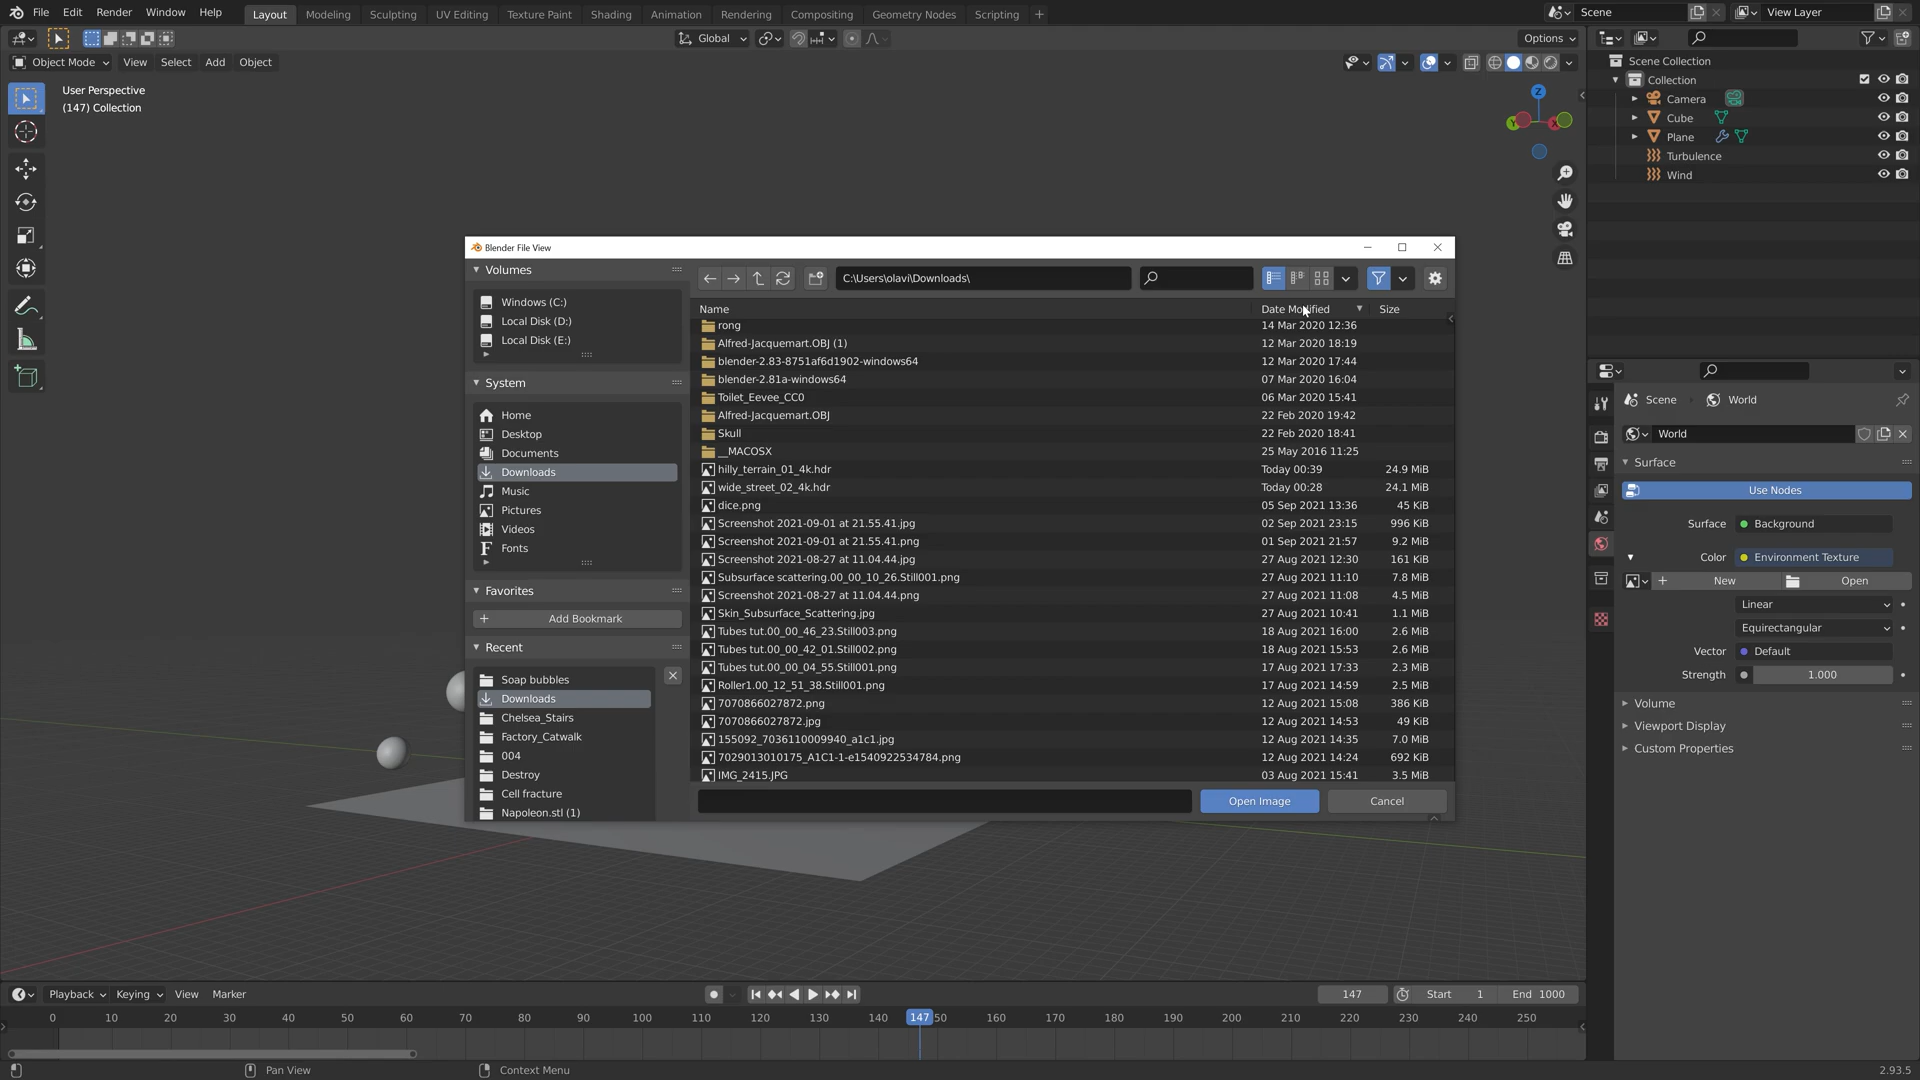 File Edit Render Window Help Layout Modeling Sculpting UV Editing Texture Paint Shading Animation Rendering Compositing Geometry Nodes Scripting Scene View Layer
Global Options
Object Mode View Select Add Object
User Perspective
(147) Collection
Z
Y
X
Scene Collection
Collection
Camera
Cube
Plane
Turbulence
Wind
Blender File View
Volumes
Windows (C:)
Local Disk (D:)
Local Disk (E:)
System
Home
Desktop
Documents
Downloads
Music
Pictures
Videos
Fonts
Favorites
Add Bookmark
Recent
Soap bubbles
Downloads
Chelsea_Stairs
Factory_Catwalk
004
Destroy
Cell fracture
Napoleon.stl (1)
C:\Users\olavi\Downloads\
Name Date Modified Size
rong 14 Mar 2020 12:36
Alfred-Jacquemart.OBJ (1) 12 Mar 2020 18:19
blender-2.83-8751af6d1902-windows64 12 Mar 2020 17:44
blender-2.81a-windows64 07 Mar 2020 16:04
Toilet_Eevee_CC0 06 Mar 2020 15:41
Alfred-Jacquemart.OBJ 22 Feb 2020 19:42
Skull 22 Feb 2020 18:41
__MACOSX 25 May 2016 11:25
hilly_terrain_01_4k.hdr Today 00:39 24.9 MiB
wide_street_02_4k.hdr Today 00:28 24.1 MiB
dice.png 05 Sep 2021 13:36 45 KiB
Screenshot 2021-09-01 at 21.55.41.jpg 02 Sep 2021 23:15 996 KiB
Screenshot 2021-09-01 at 21.55.41.png 01 Sep 2021 21:57 9.2 MiB
Screenshot 2021-08-27 at 11.04.44.jpg 27 Aug 2021 12:30 161 KiB
Subsurface scattering.00_00_10_26.Still001.png 27 Aug 2021 11:10 7.8 MiB
Screenshot 2021-08-27 at 11.04.44.png 27 Aug 2021 11:08 4.5 MiB
Skin_Subsurface_Scattering.jpg 27 Aug 2021 10:41 1.1 MiB
Tubes tut.00_00_46_23.Still003.png 18 Aug 2021 16:00 2.6 MiB
Tubes tut.00_00_42_01.Still002.png 18 Aug 2021 15:53 2.6 MiB
Tubes tut.00_00_04_55.Still001.png 17 Aug 2021 17:33 2.3 MiB
Roller1.00_12_51_38.Still001.png 17 Aug 2021 14:59 2.5 MiB
7070866027872.png 12 Aug 2021 15:08 386 KiB
7070866027872.jpg 12 Aug 2021 14:53 49 KiB
155092_7036110009940_a1c1.jpg 12 Aug 2021 14:35 7.0 MiB
7029013010175_A1C1-1-e1540922534784.png 12 Aug 2021 14:24 692 KiB
IMG_2415.JPG 03 Aug 2021 15:41 3.5 MiB
Open Image Cancel
Scene World
World
Surface
Use Nodes
Surface Background
Color Environment Texture
New Open
Linear
Equirectangular
Vector Default
Strength 1.000
Volume
Viewport Display
Custom Properties
Playback Keying View Marker 147 Start 1 End 1000
0 10 20 30 40 50 60 70 80 90 100 110 120 130 140 147 50 160 170 180 190 200 210 220 230 240 250
Pan View Context Menu 2.93.5